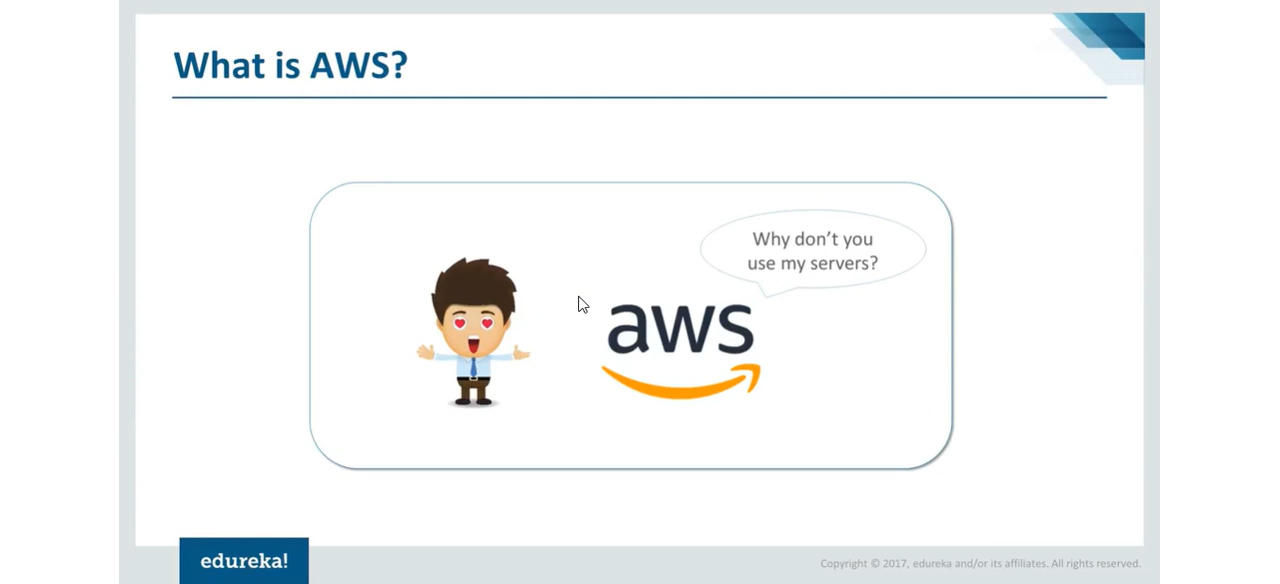 What is AWS?
Why don't you
use my servers?
aws
edureka!
Copyright © 2017, edureka and/or its affiliates. All rights reserved.